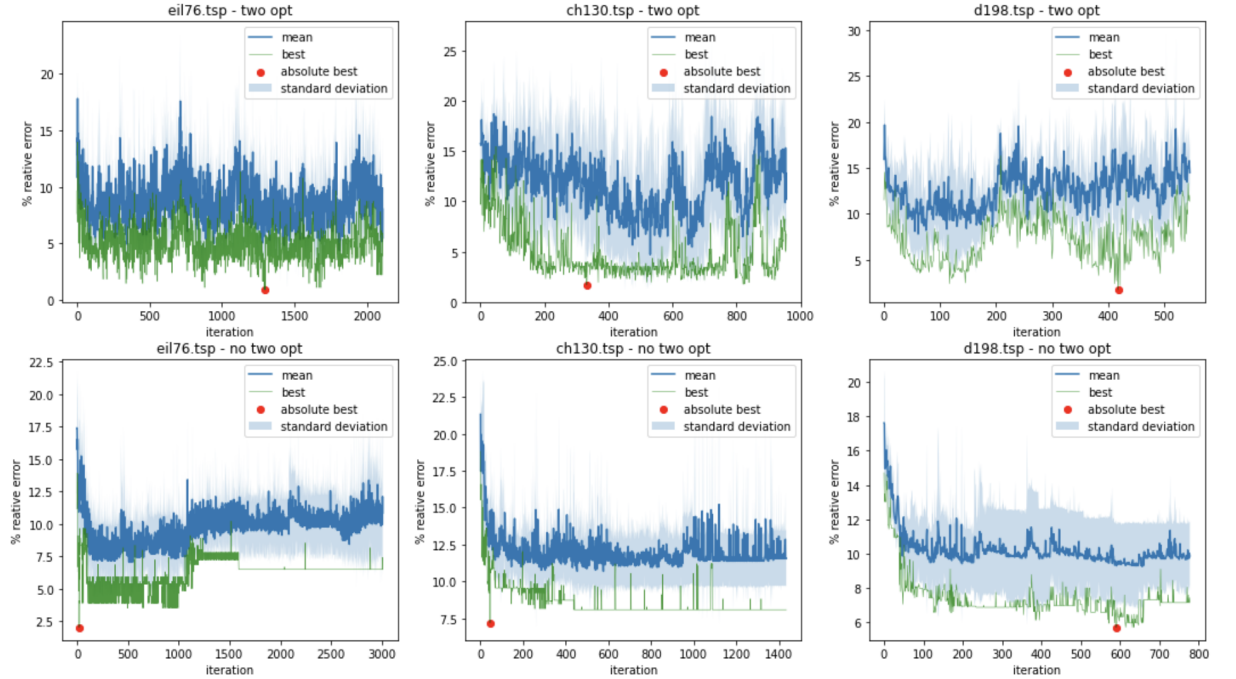 eil76.tsp - two opt
% reative error
20
15
10
5
0
mean
best
absolute best
standard deviation
0 500 1000 1500 2000
iteration
ch130.tsp - two opt
% reative error
25
20
15
10
5
0
mean
best
absolute best
standard deviation
0 200 400 600 800 1000
iteration
d198.tsp - two opt
% reative error
30
25
20
15
10
5
mean
best
absolute best
standard deviation
0 100 200 300 400 500
iteration
eil76.tsp - no two opt
% reative error
22.5
20.0
17.5
15.0
12.5
10.0
7.5
5.0
2.5
mean
best
absolute best
standard deviation
0 500 1000 1500 2000 2500 3000
iteration
ch130.tsp - no two opt
% reative error
25.0
22.5
20.0
17.5
15.0
12.5
10.0
7.5
mean
best
absolute best
standard deviation
0 200 400 600 800 1000 1200 1400
iteration
d198.tsp - no two opt
% reative error
20
18
16
14
12
10
8
6
mean
best
absolute best
standard deviation
0 100 200 300 400 500 600 700 800
iteration